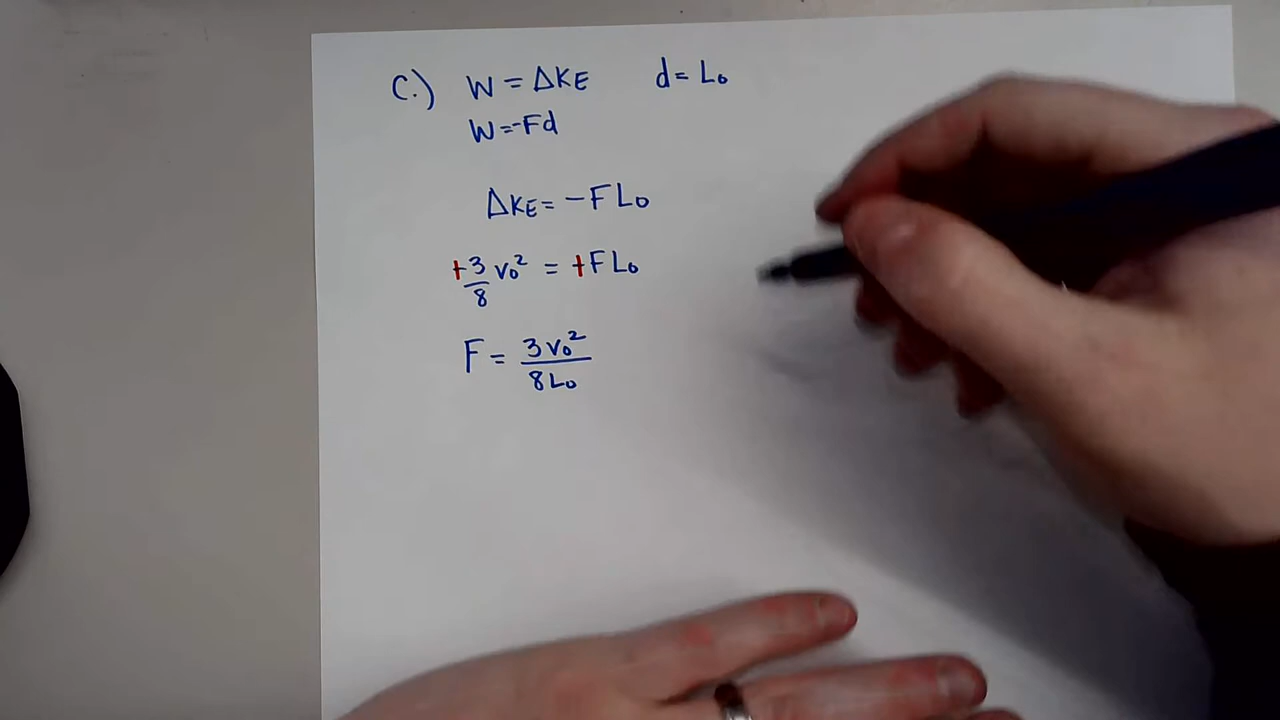 C.) W = ΔKE d = L₀
W = -Fd
ΔKE = -FL₀
+3/8 v₀² = +FL₀
F = 3v₀²/8L₀